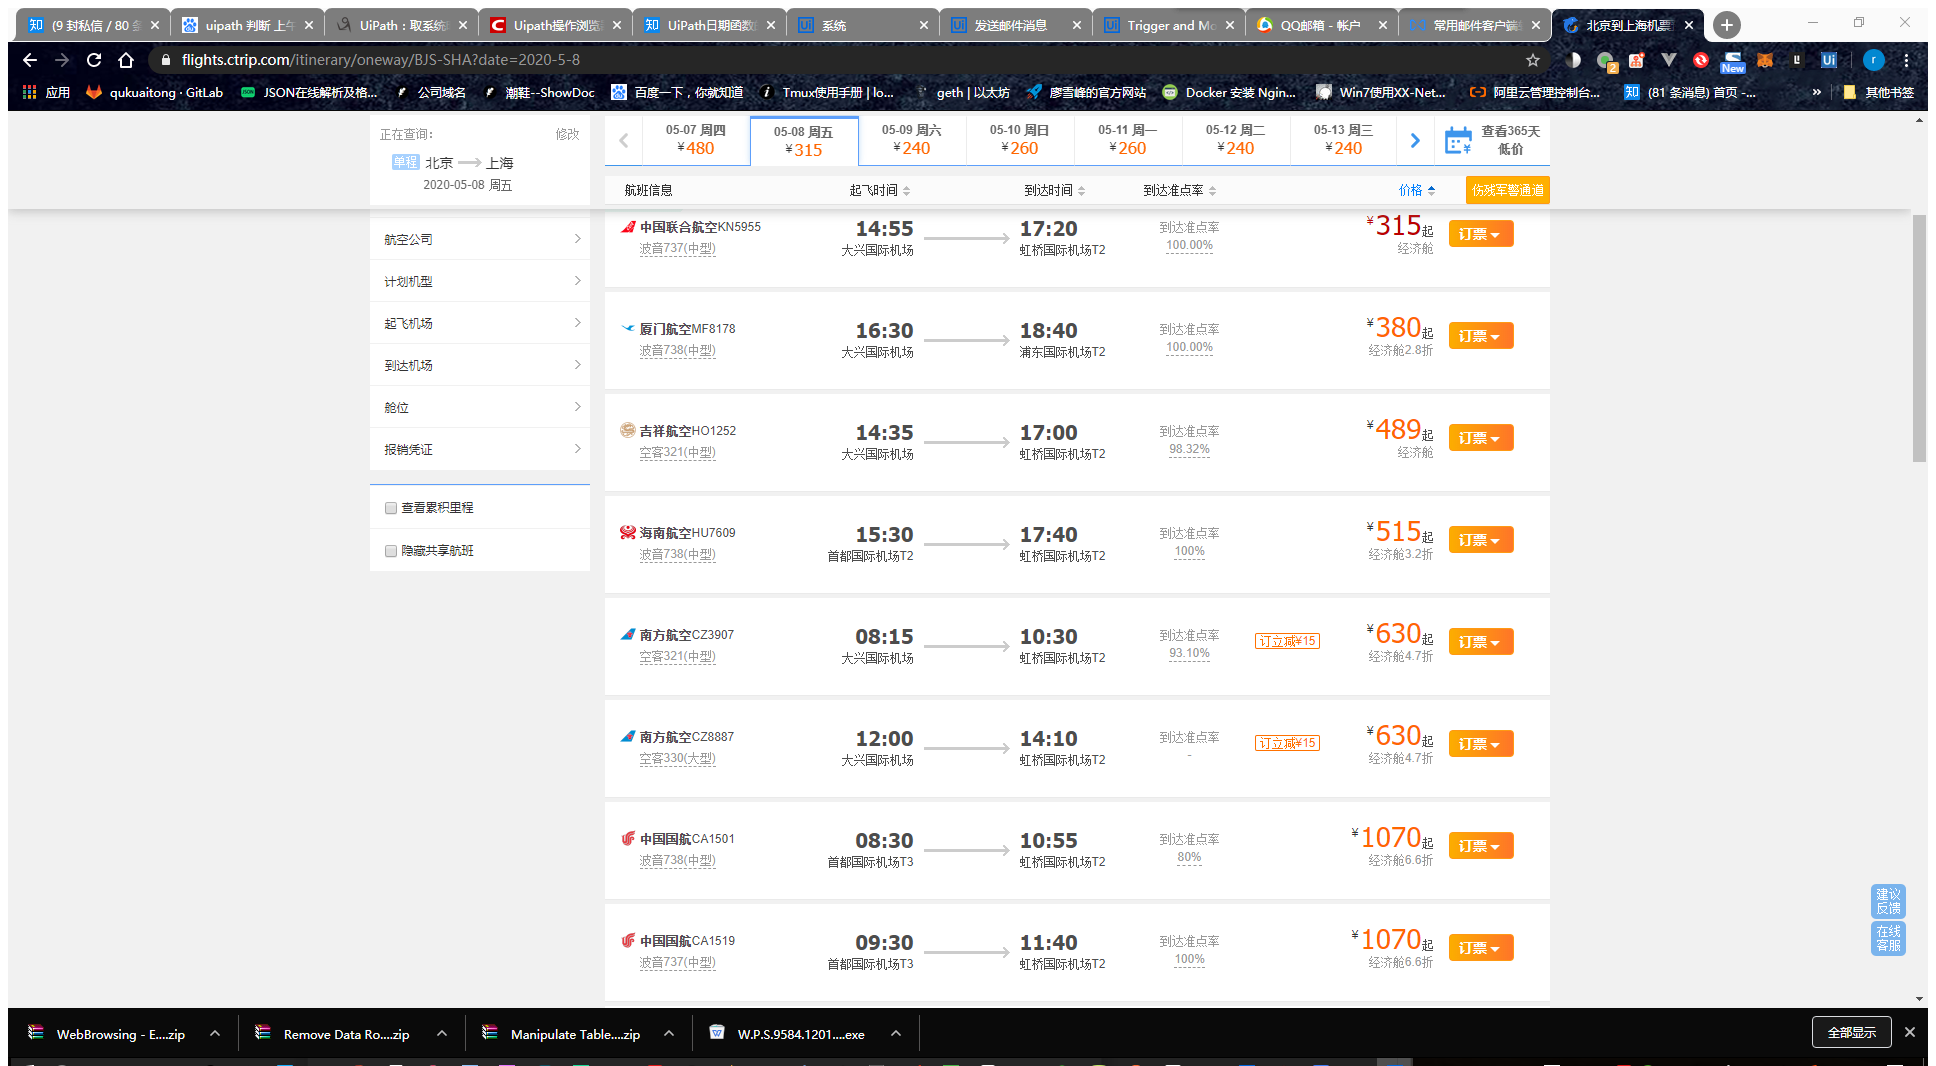 (9 封私信 / 80 条
uipath 判断 上午
UiPath：取系统
Uipath操作浏览
UiPath日期函数
系统
发送邮件消息
Trigger and Mo
QQ邮箱 - 帐户
常用邮件客户端
北京到上海机票
flights.ctrip.com/itinerary/oneway/BJS-SHA?date=2020-5-8
2
New
Ui
r
应用
qukuaitong · GitLab
JSON在线解析及格...
公司域名
潮鞋--ShowDoc
百度一下，你就知道
Tmux使用手册 | lo...
geth | 以太坊
廖雪峰的官方网站
Docker 安装 Ngin...
Win7使用XX-Net...
阿里云管理控制台...
(81 条消息) 首页 -...
»
其他书签
正在查询：
修改
单程 北京 上海
2020-05-08 周五
05-07 周四
¥480
05-08 周五
¥315
05-09 周六
¥240
05-10 周日
¥260
05-11 周一
¥260
05-12 周二
¥240
05-13 周三
¥240
查看365天
低价
航班信息
起飞时间
到达时间
到达准点率
价格
伤残军警通道
航空公司
计划机型
起飞机场
到达机场
舱位
报销凭证
查看累积里程
隐藏共享航班
中国联合航空KN5955 14:55 17:20 到达准点率 ¥315起 订票
波音737(中型) 大兴国际机场 虹桥国际机场T2 100.00% 经济舱
厦门航空MF8178 16:30 18:40 到达准点率 ¥380起 订票
波音738(中型) 大兴国际机场 浦东国际机场T2 100.00% 经济舱2.8折
吉祥航空HO1252 14:35 17:00 到达准点率 ¥489起 订票
空客321(中型) 大兴国际机场 虹桥国际机场T2 98.32% 经济舱
海南航空HU7609 15:30 17:40 到达准点率 ¥515起 订票
波音738(中型) 首都国际机场T2 虹桥国际机场T2 100% 经济舱3.2折
南方航空CZ3907 08:15 10:30 到达准点率 订立减¥15 ¥630起 订票
空客321(中型) 大兴国际机场 虹桥国际机场T2 93.10% 经济舱4.7折
南方航空CZ8887 12:00 14:10 到达准点率 订立减¥15 ¥630起 订票
空客330(大型) 大兴国际机场 虹桥国际机场T2 - 经济舱4.7折
中国国航CA1501 08:30 10:55 到达准点率 ¥1070起 订票
波音738(中型) 首都国际机场T3 虹桥国际机场T2 80% 经济舱6.6折
中国国航CA1519 09:30 11:40 到达准点率 ¥1070起 订票
波音737(中型) 首都国际机场T3 虹桥国际机场T2 100% 经济舱6.6折
建议
反馈
在线
客服
WebBrowsing - E....zip
Remove Data Ro....zip
Manipulate Table....zip
W.P.S.9584.1201....exe
全部显示